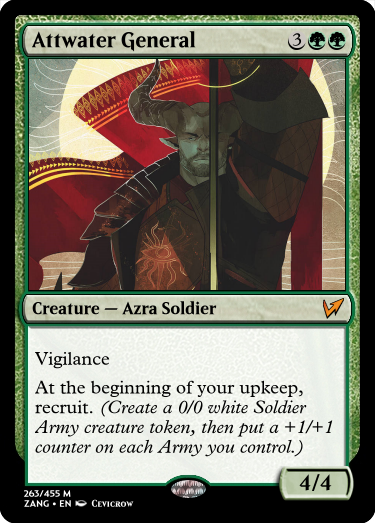 Attwater General 3
Creature — Azra Soldier
Vigilance
At the beginning of your upkeep,
recruit. (Create a 0/0 white Soldier
Army creature token, then put a +1/+1
counter on each Army you control.)
4/4
263/455 M
ZANG • EN Cevicrow